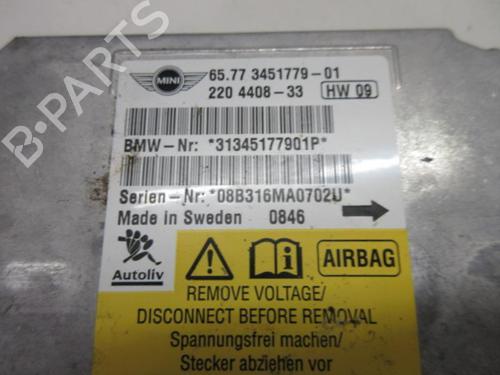 MINI
65.77 3451779-01
220 4408-33 HW 09
BMW-Nr: *31345177901P*
Serien-Nr: *08B316MA0702U*
Made in Sweden 0846
Autoliv
AIRBAG
REMOVE VOLTAGE/
DISCONNECT BEFORE REMOVAL
Spannungsfrei machen/
Stecker abziehen vor